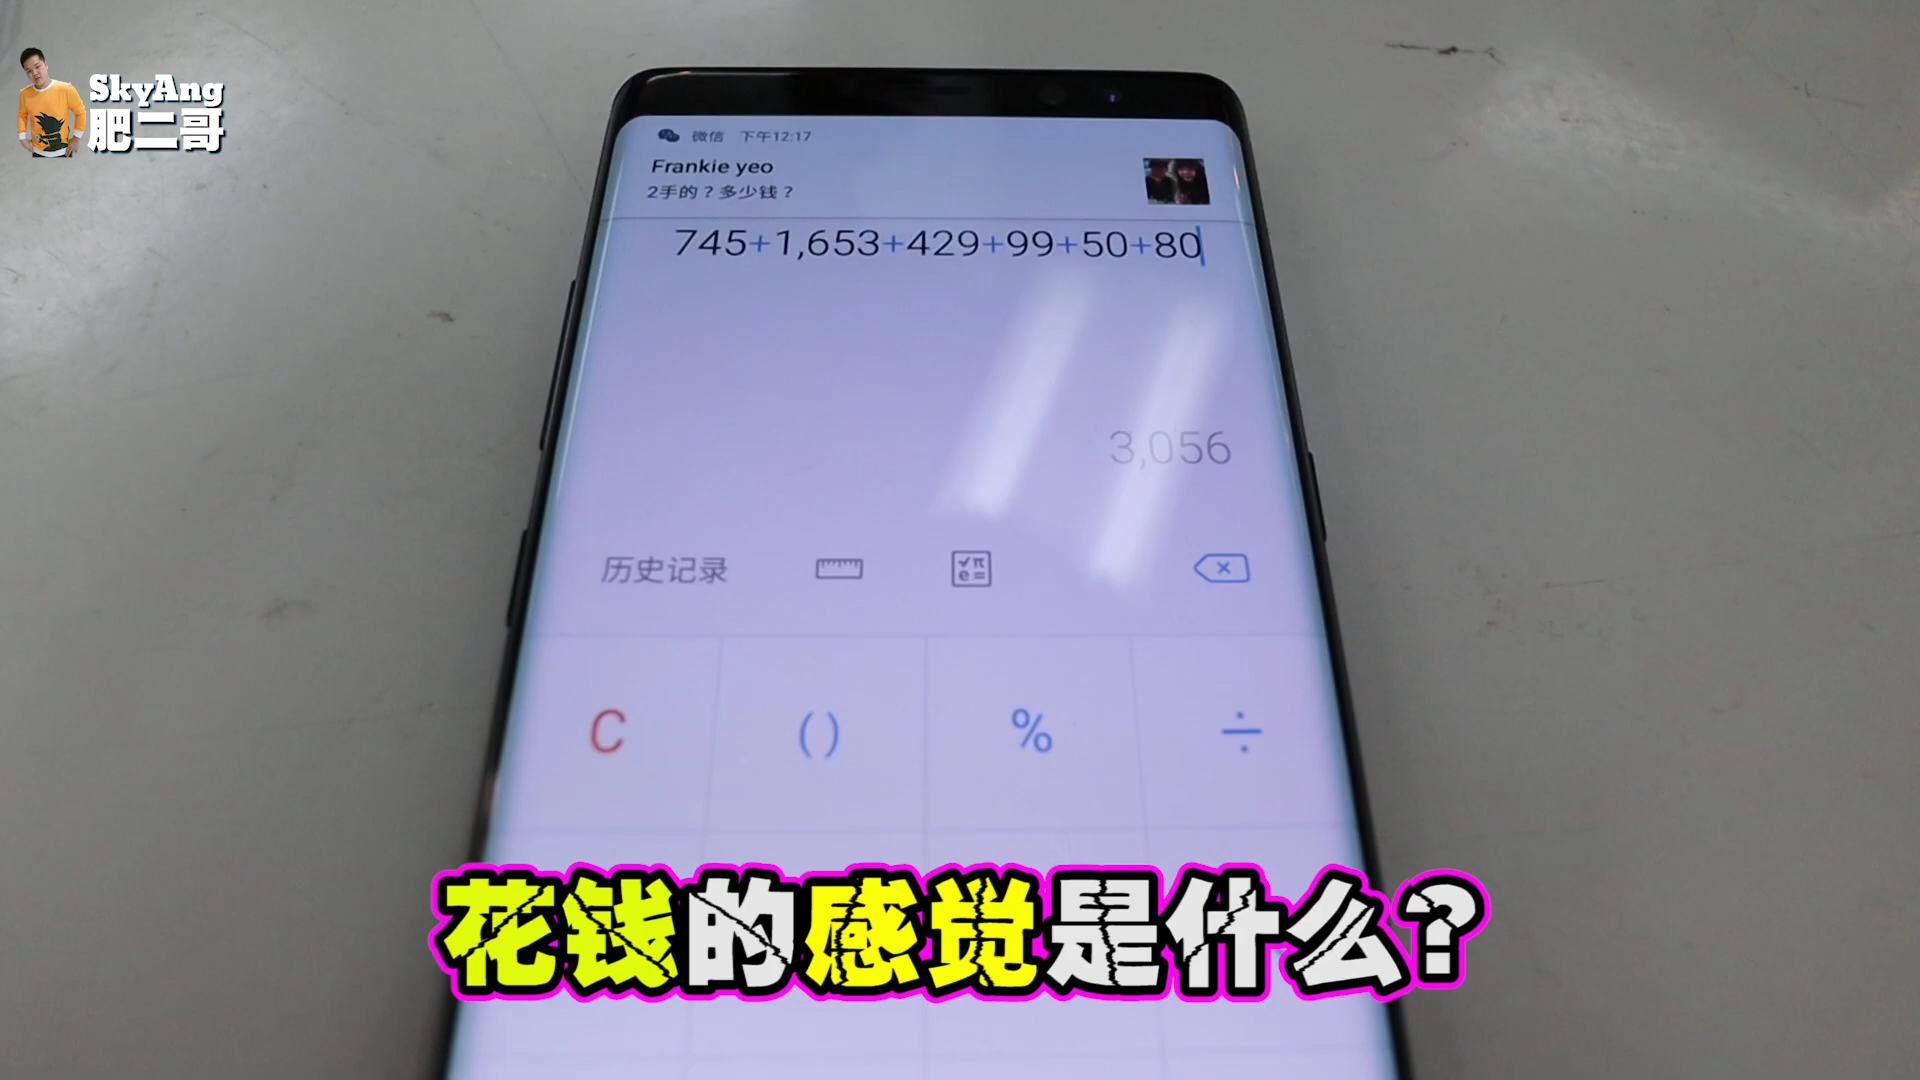 SkyAng
肥二哥
微信 下午12:17
Frankie yeo
2手的？多少钱？
745+1,653+429+99+50+80
3,056
历史记录
√π
e=
C
()
%
÷
花钱的感觉是什么?